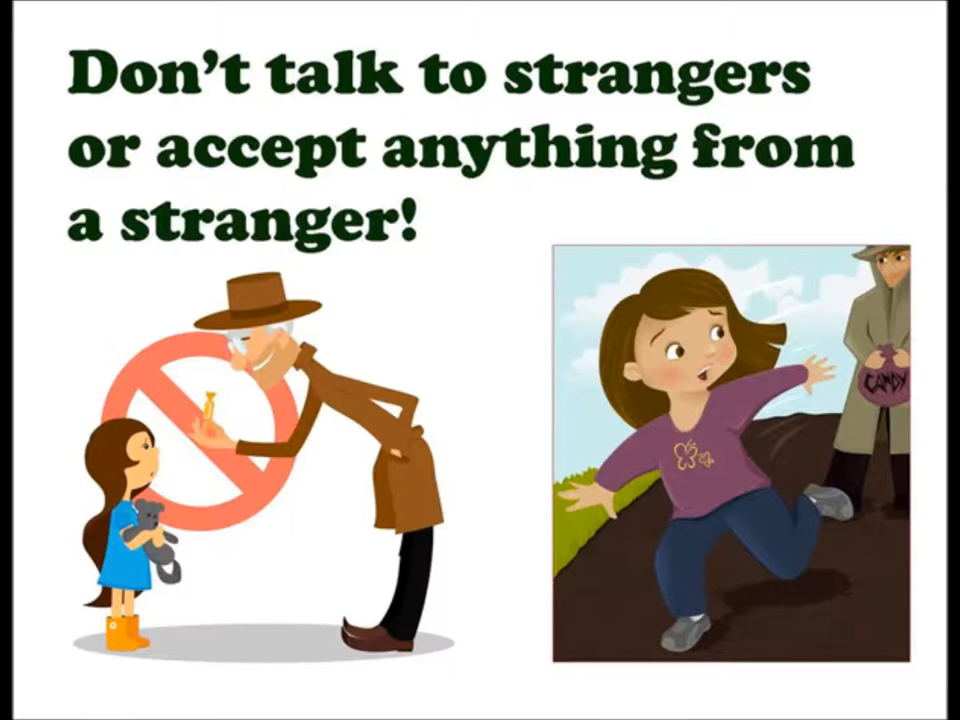 Don't talk to strangers
or accept anything from
a stranger!
CANDY